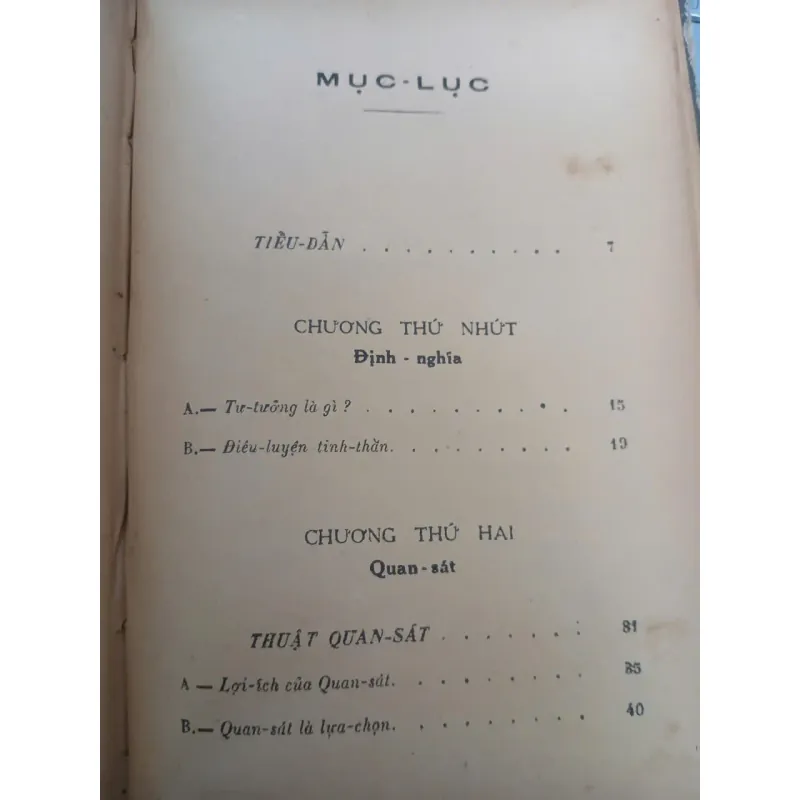 MỤC-LỤC
TIỂU-DẪN . . . . . . . . . . 7
CHƯƠNG THỨ NHỨT
Định - nghĩa
A.— Tư-tưởng là gì ? . . . . . . . . . . 15
B.— Điều-luyện tinh-thần. . . . . . . . . 19
CHƯƠNG THỨ HAI
Quan-sát
THUẬT QUAN-SÁT . . . . . . . 31
A — Lợi-ích của Quan-sát. . . . . . . . 35
B.— Quan-sát là lựa-chọn. . . . . . . . 40